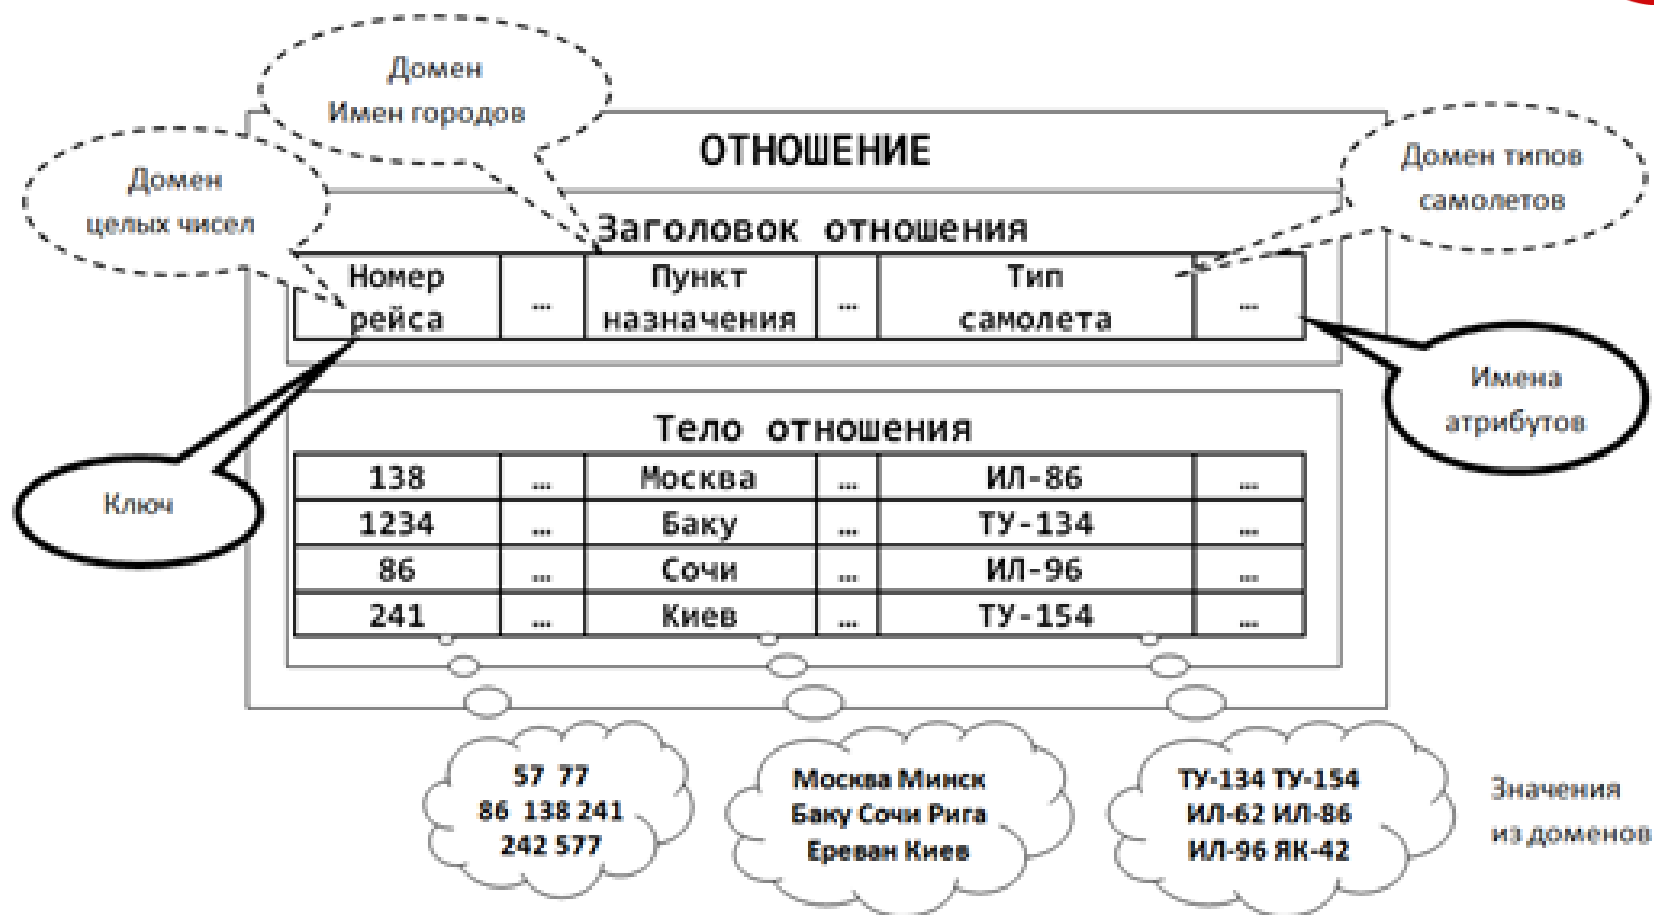 Домен
Имен городов
ОТНОШЕНИЕ
Домен
целых чисел
Домен типов
самолетов
Заголовок отношения
Номер рейса ... Пункт назначения ... Тип самолета ...
Имена
атрибутов
Ключ
Тело отношения
138 ... Москва ... ИЛ-86 ...
1234 ... Баку ... ТУ-134 ...
86 ... Сочи ... ИЛ-96 ...
241 ... Киев ... ТУ-154 ...
57 77
86 138 241
242 577
Москва Минск
Баку Сочи Рига
Ереван Киев
ТУ-134 ТУ-154
ИЛ-62 ИЛ-86
ИЛ-96 ЯК-42
Значения
из доменов